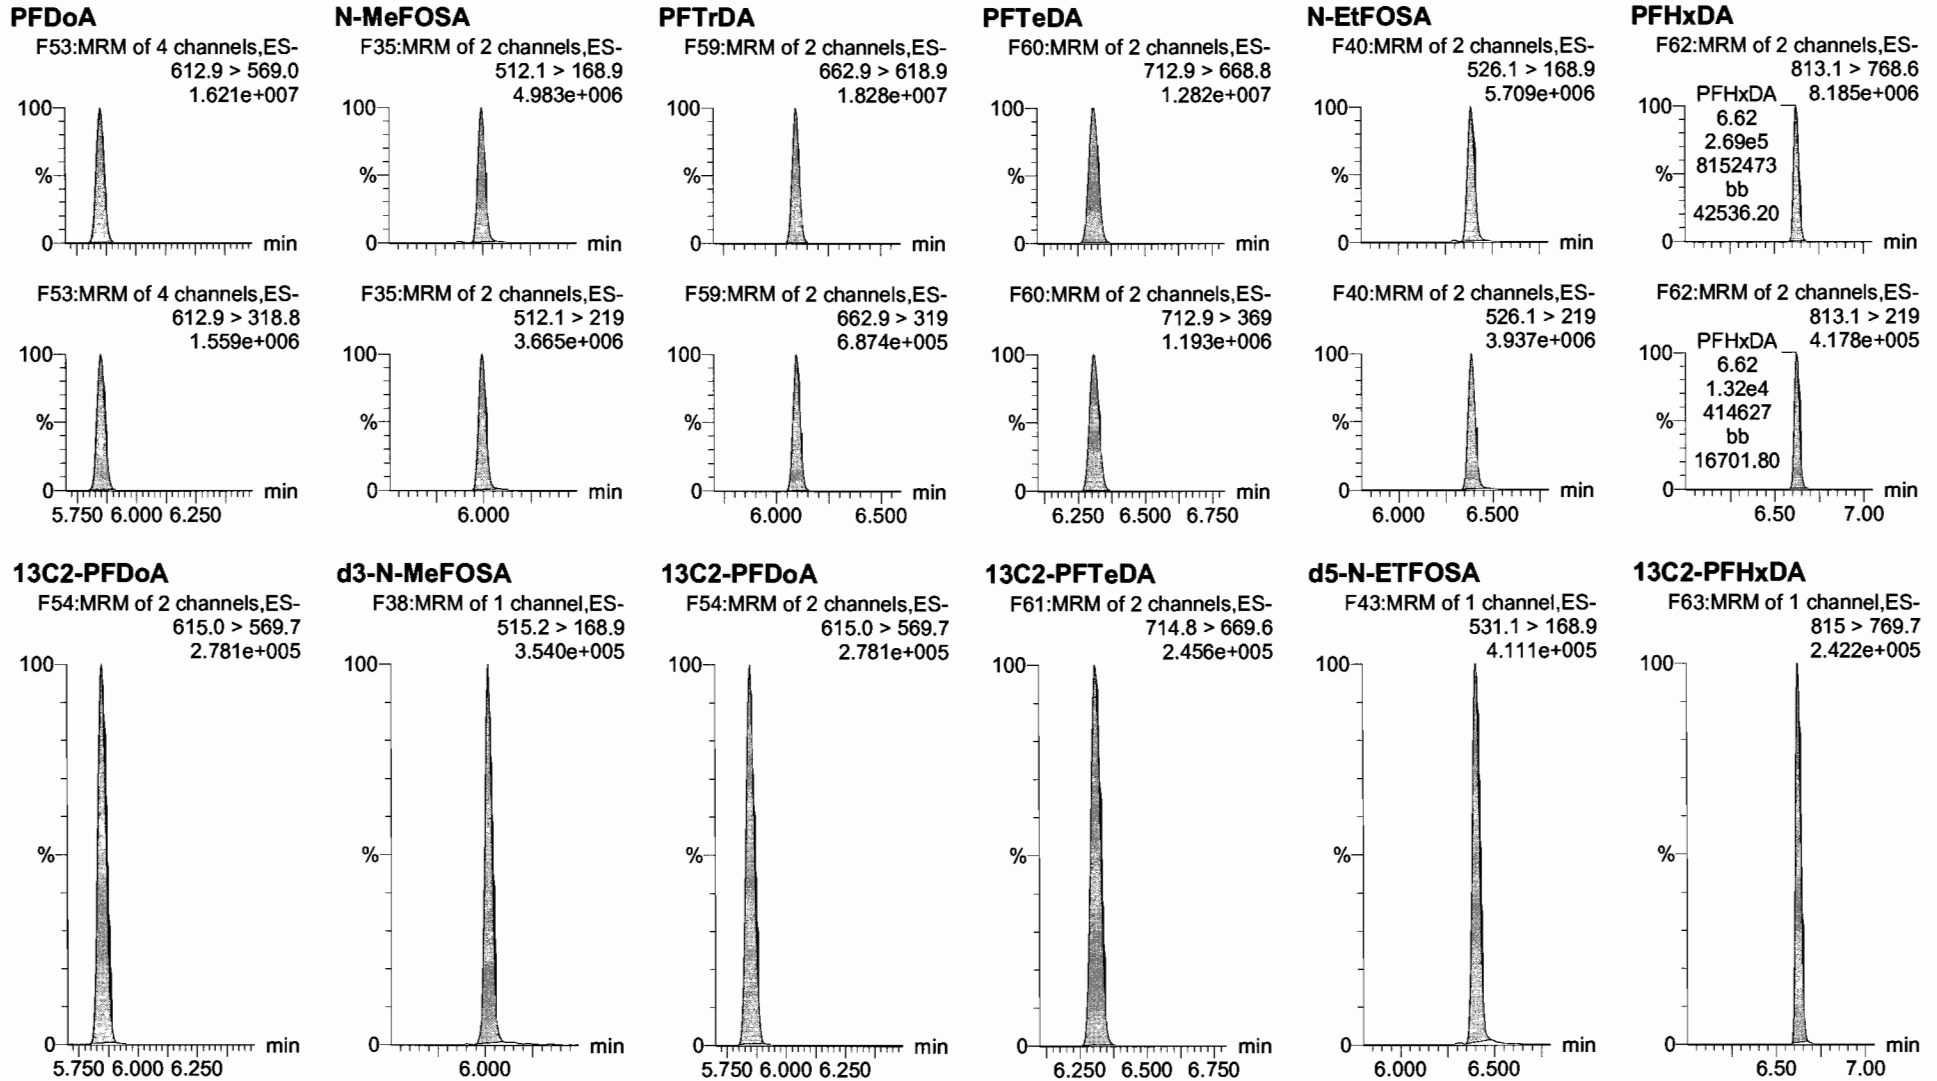 PFDoA
F53:MRM of 4 channels,ES-
612.9 > 569.0
1.621e+007
100
%
0
min
N-MeFOSA
F35:MRM of 2 channels,ES-
512.1 > 168.9
4.983e+006
100
%
0
min
PFTrDA
F59:MRM of 2 channels,ES-
662.9 > 618.9
1.828e+007
100
%
0
min
PFTeDA
F60:MRM of 2 channels,ES-
712.9 > 668.8
1.282e+007
100
%
0
min
N-EtFOSA
F40:MRM of 2 channels,ES-
526.1 > 168.9
5.709e+006
100
%
0
min
PFHxDA
F62:MRM of 2 channels,ES-
813.1 > 768.6
8.185e+006
100
PFHxDA
6.62
2.69e5
8152473
bb
42536.20
%
0
min
F53:MRM of 4 channels,ES-
612.9 > 318.8
1.559e+006
100
%
0
min
5.750 6.000 6.250
F35:MRM of 2 channels,ES-
512.1 > 219
3.665e+006
100
%
0
min
6.000
F59:MRM of 2 channels,ES-
662.9 > 319
6.874e+005
100
%
0
min
6.000 6.500
F60:MRM of 2 channels,ES-
712.9 > 369
1.193e+006
100
%
0
min
6.250 6.500 6.750
F40:MRM of 2 channels,ES-
526.1 > 219
3.937e+006
100
%
0
min
6.000 6.500
F62:MRM of 2 channels,ES-
813.1 > 219
4.178e+005
100
PFHxDA
6.62
1.32e4
414627
bb
16701.80
%
0
min
6.50 7.00
13C2-PFDoA
F54:MRM of 2 channels,ES-
615.0 > 569.7
2.781e+005
100
%
0
min
5.750 6.000 6.250
d3-N-MeFOSA
F38:MRM of 1 channel,ES-
515.2 > 168.9
3.540e+005
100
%
0
min
6.000
13C2-PFDoA
F54:MRM of 2 channels,ES-
615.0 > 569.7
2.781e+005
100
%
0
min
5.750 6.000 6.250
13C2-PFTeDA
F61:MRM of 2 channels,ES-
714.8 > 669.6
2.456e+005
100
%
0
min
6.250 6.500 6.750
d5-N-ETFOSA
F43:MRM of 1 channel,ES-
531.1 > 168.9
4.111e+005
100
%
0
min
6.000 6.500
13C2-PFHxDA
F63:MRM of 1 channel,ES-
815 > 769.7
2.422e+005
100
%
0
min
6.50 7.00